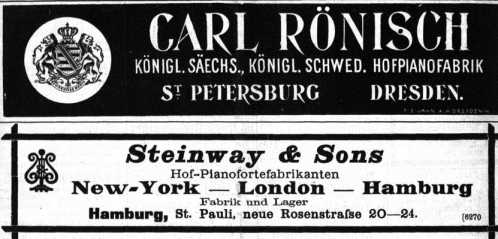 CARL RÖNISCH
KÖNIGL. SAECHS., KÖNIGL. SCHWED. HOFPIANOFABRIK
ST PETERSBURG DRESDEN.
Steinway & Sons
Hof-Pianofortefabrikanten
New-York — London — Hamburg
Fabrik und Lager
Hamburg, St. Pauli, neue Rosenstraſse 20—24.
[6270